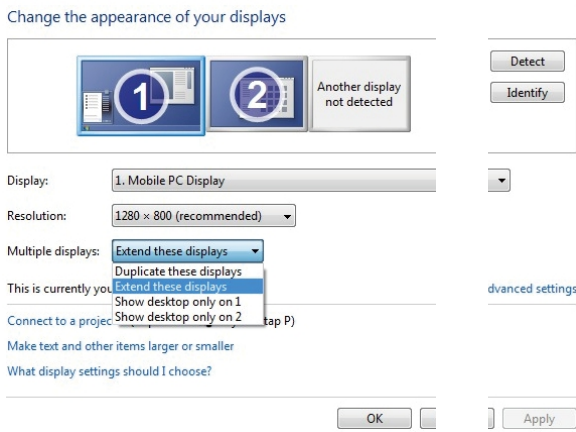 Change the appearance of your displays
1
2
Another display
not detected
Detect
Identify
Display: 1. Mobile PC Display
Resolution: 1280 × 800 (recommended)
Multiple displays: Extend these displays
Duplicate these displays
This is currently you Extend these displays dvanced settings
Show desktop only on 1
Show desktop only on 2
Connect to a projec tap P)
Make text and other items larger or smaller
What display settings should I choose?
OK Apply